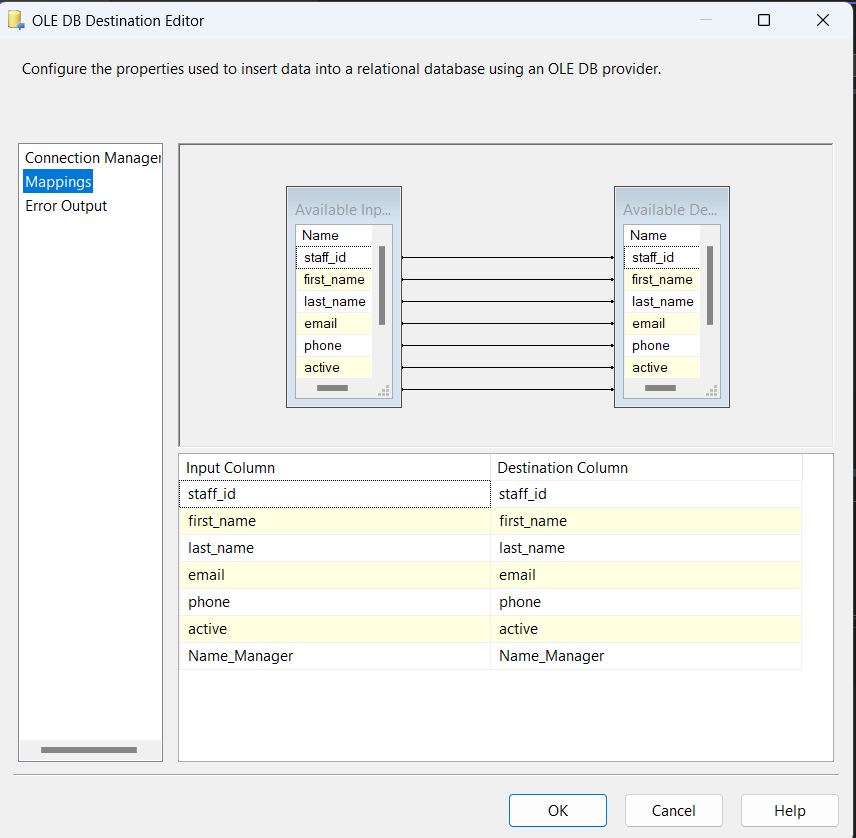 OLE DB Destination Editor
Configure the properties used to insert data into a relational database using an OLE DB provider.
Connection Manager
Mappings
Error Output
Available Inp...
Name
staff_id
first_name
last_name
email
phone
active
Available De...
Name
staff_id
first_name
last_name
email
phone
active
Input Column Destination Column
staff_id staff_id
first_name first_name
last_name last_name
email email
phone phone
active active
Name_Manager Name_Manager
OK Cancel Help